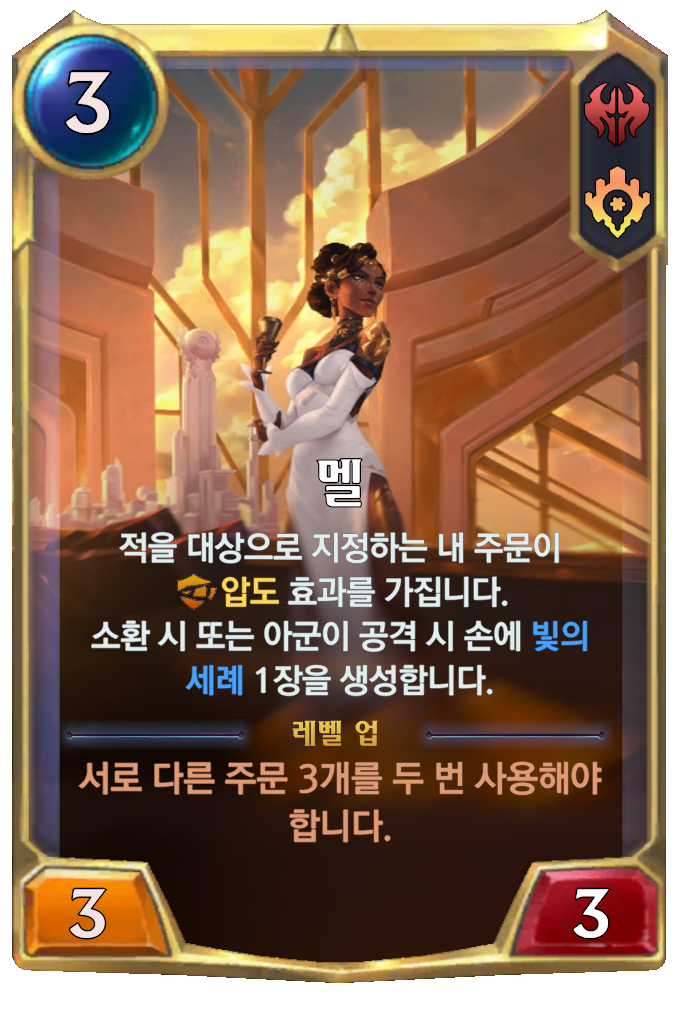 3
멜
적을 대상으로 지정하는 내 주문이
압도 효과를 가집니다.
소환 시 또는 아군이 공격 시 손에 빛의
세례 1장을 생성합니다.
레벨 업
서로 다른 주문 3개를 두 번 사용해야
합니다.
3
3